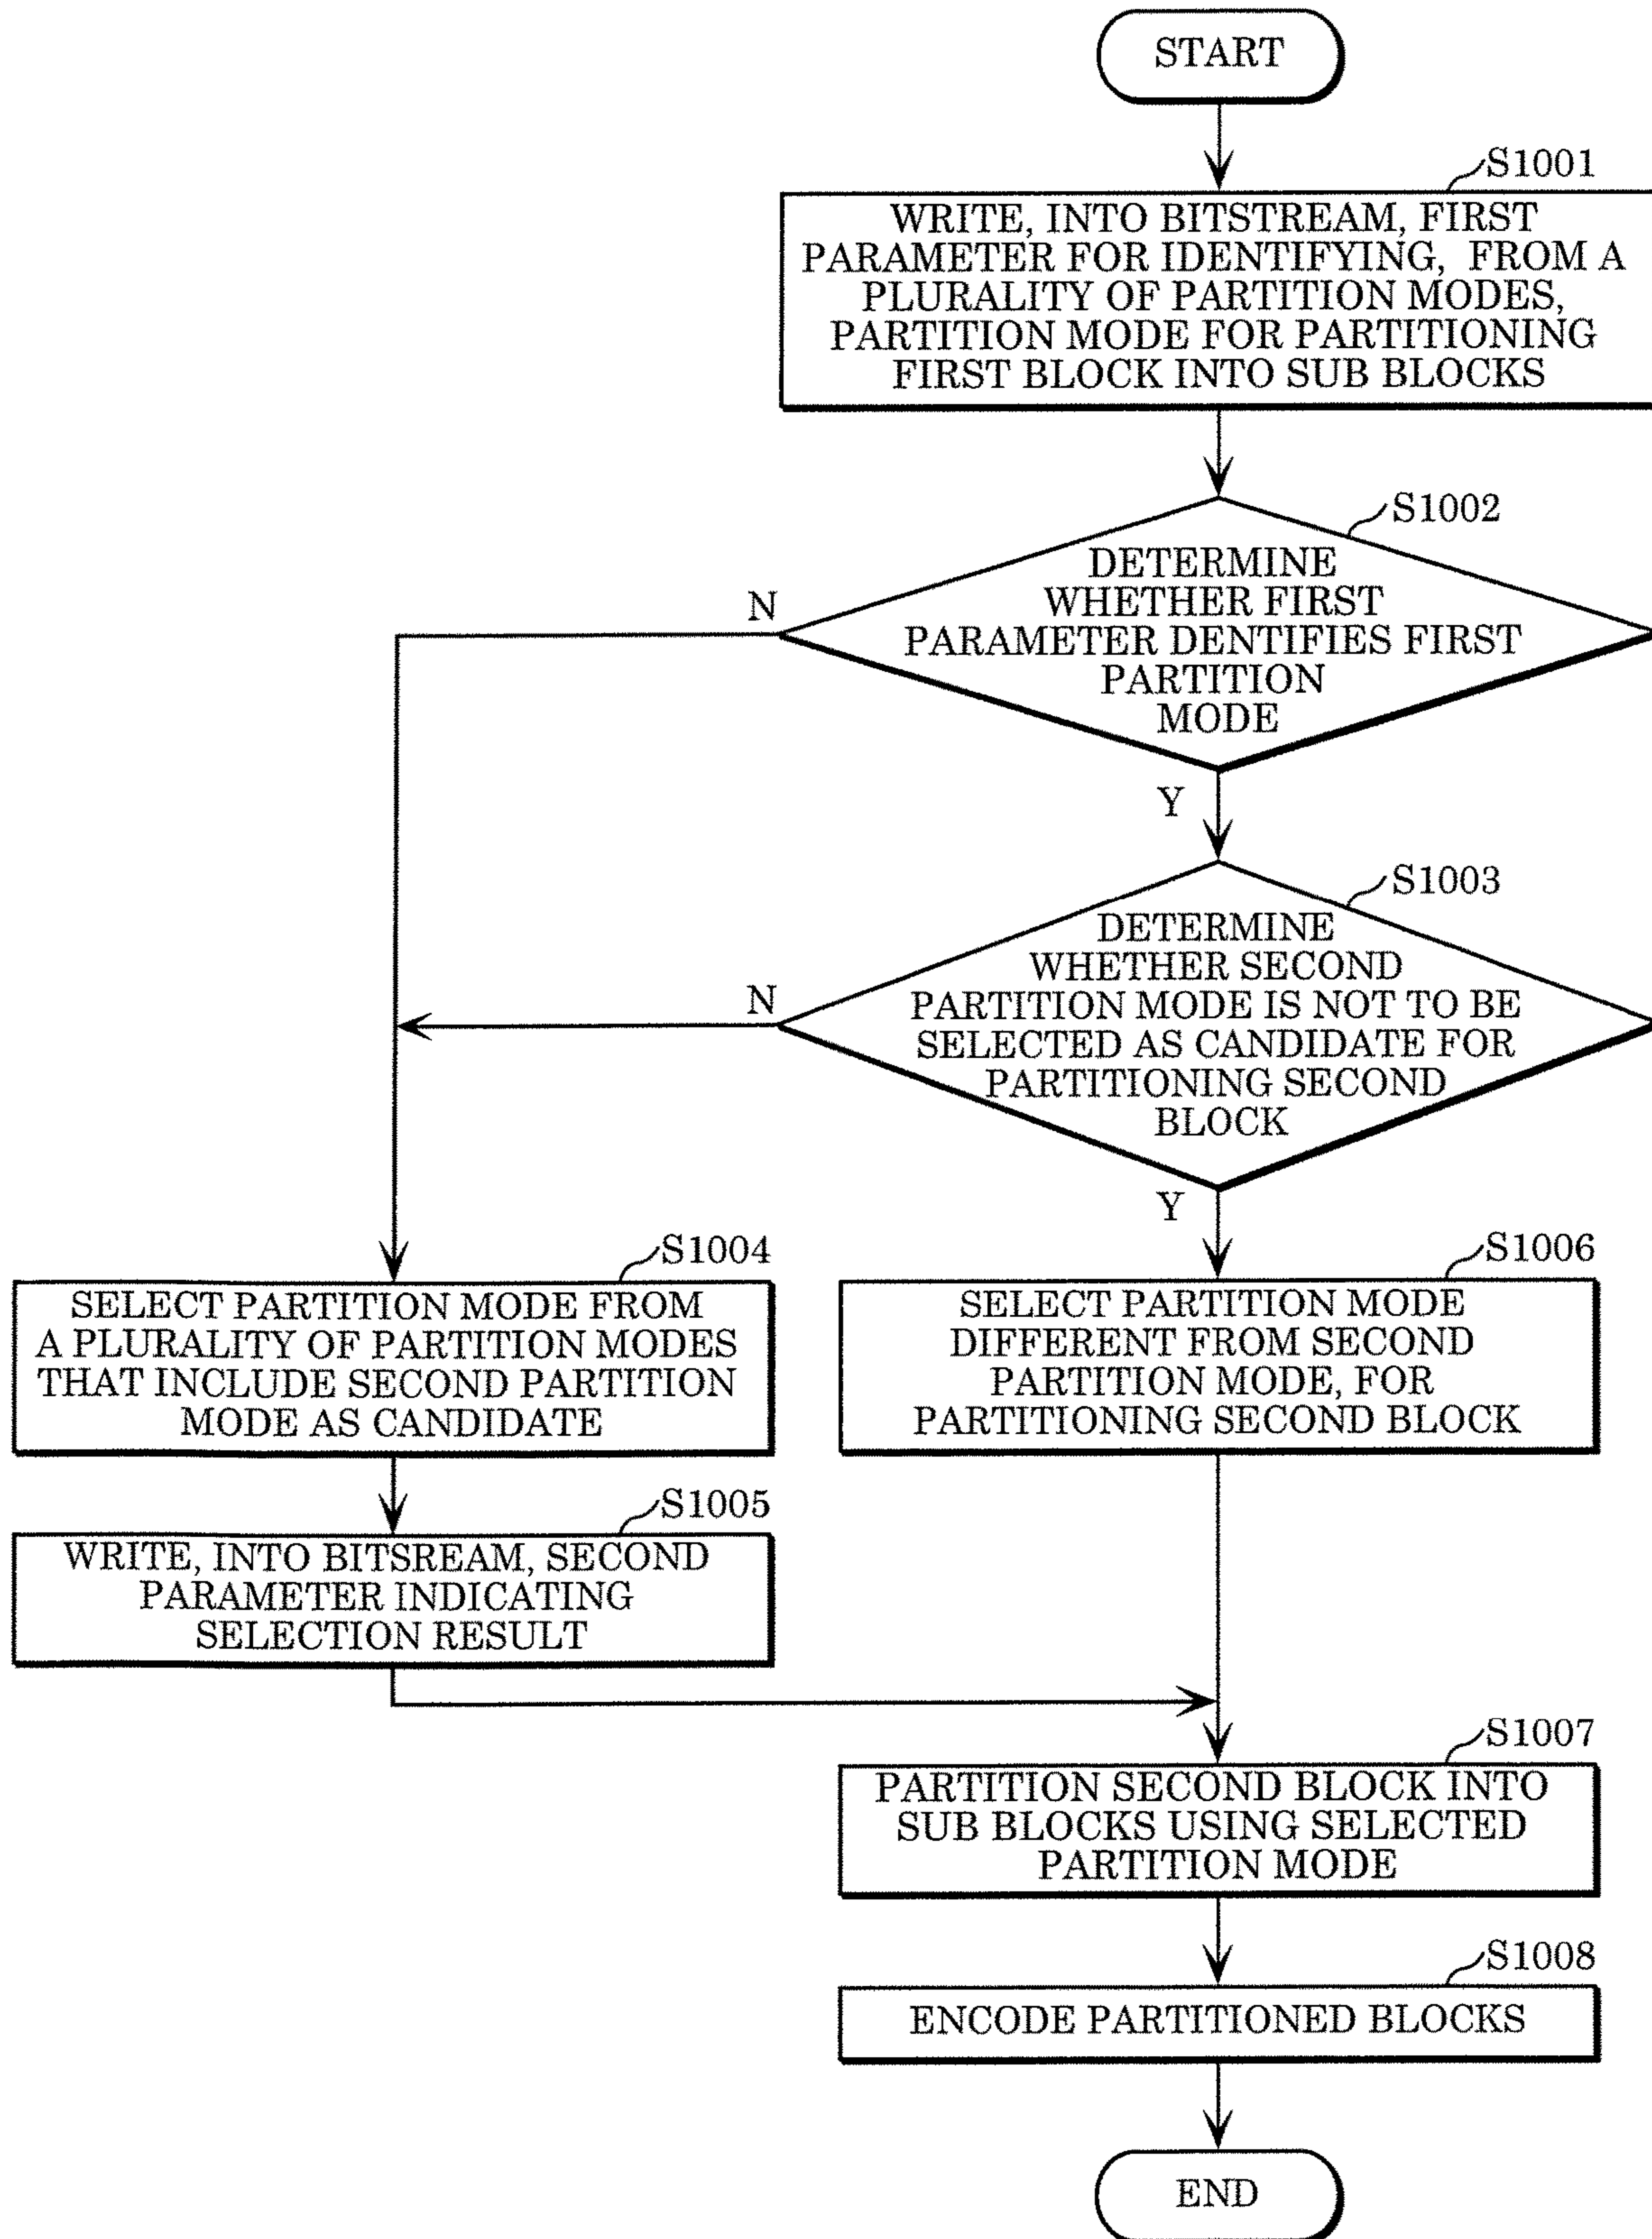 START
S1001
WRITE, INTO BITSTREAM, FIRST
PARAMETER FOR IDENTIFYING, FROM A
PLURALITY OF PARTITION MODES,
PARTITION MODE FOR PARTITIONING
FIRST BLOCK INTO SUB BLOCKS
S1002
DETERMINE
WHETHER FIRST
PARAMETER DENTIFIES FIRST
PARTITION
MODE
N
Y
S1003
DETERMINE
WHETHER SECOND
PARTITION MODE IS NOT TO BE
SELECTED AS CANDIDATE FOR
PARTITIONING SECOND
BLOCK
N
Y
S1004
SELECT PARTITION MODE FROM
A PLURALITY OF PARTITION MODES
THAT INCLUDE SECOND PARTITION
MODE AS CANDIDATE
S1006
SELECT PARTITION MODE
DIFFERENT FROM SECOND
PARTITION MODE, FOR
PARTITIONING SECOND BLOCK
S1005
WRITE, INTO BITSREAM, SECOND
PARAMETER INDICATING
SELECTION RESULT
S1007
PARTITION SECOND BLOCK INTO
SUB BLOCKS USING SELECTED
PARTITION MODE
S1008
ENCODE PARTITIONED BLOCKS
END